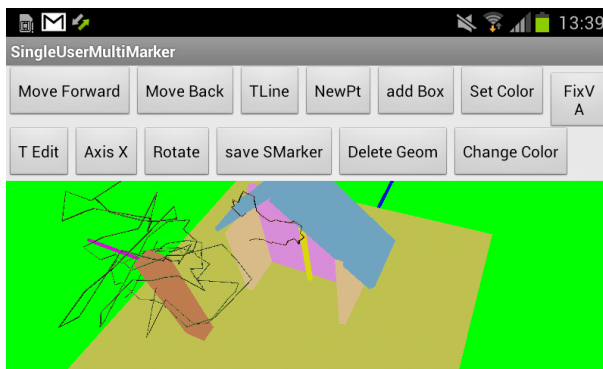 13:39
SingleUserMultiMarker
Move Forward Move Back TLine NewPt add Box Set Color FixV A
T Edit Axis X Rotate save SMarker Delete Geom Change Color